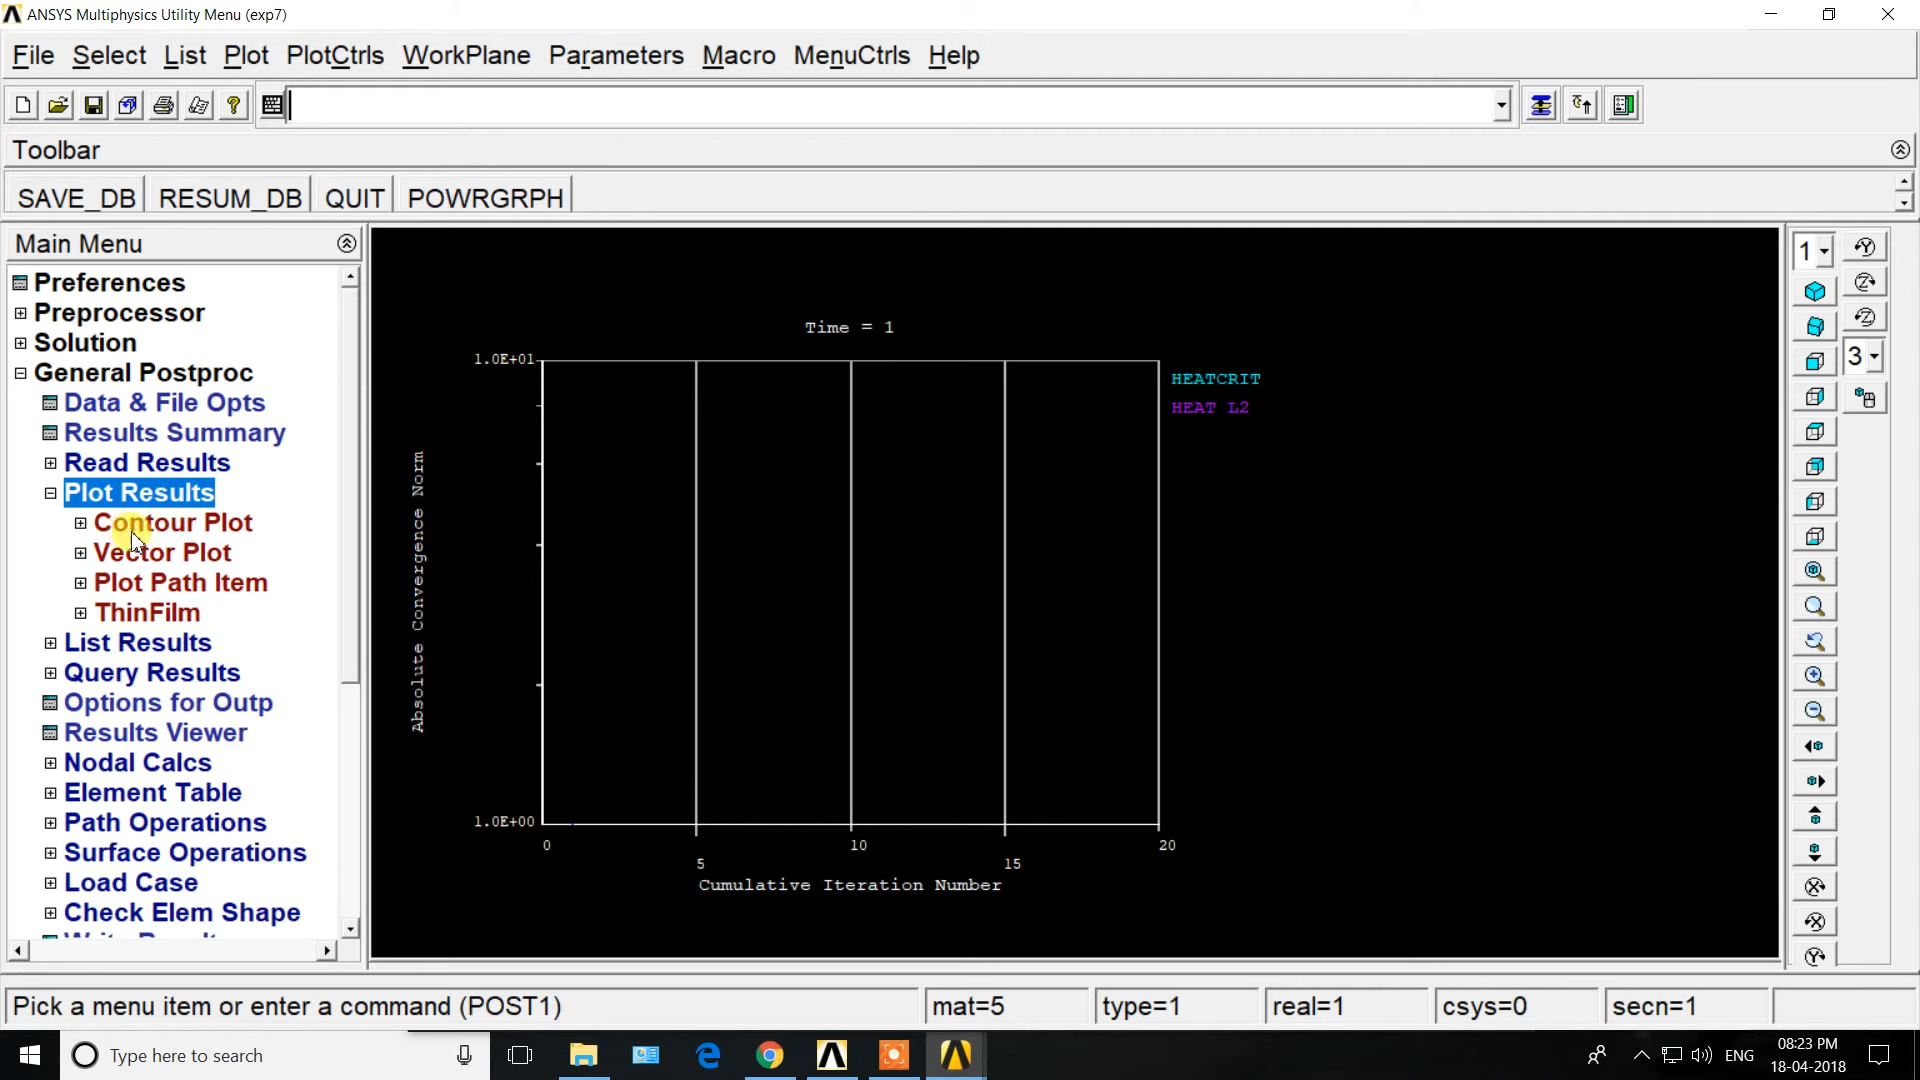 ANSYS Multiphysics Utility Menu (exp7)
File Select List Plot PlotCtrls WorkPlane Parameters Macro MenuCtrls Help
Toolbar
SAVE_DB RESUM_DB QUIT POWRGRPH
Main Menu
Preferences
Preprocessor
Solution
General Postproc
Data & File Opts
Results Summary
Read Results
Plot Results
Contour Plot
Vector Plot
Plot Path Item
ThinFilm
List Results
Query Results
Options for Outp
Results Viewer
Nodal Calcs
Element Table
Path Operations
Surface Operations
Load Case
Check Elem Shape
Time = 1
1.0E+01
HEATCRIT
HEAT L2
Absolute Convergence Norm
1.0E+00
0 10 20
5 15
Cumulative Iteration Number
1
3
Pick a menu item or enter a command (POST1) mat=5 type=1 real=1 csys=0 secn=1
Type here to search
ENG
08:23 PM
18-04-2018